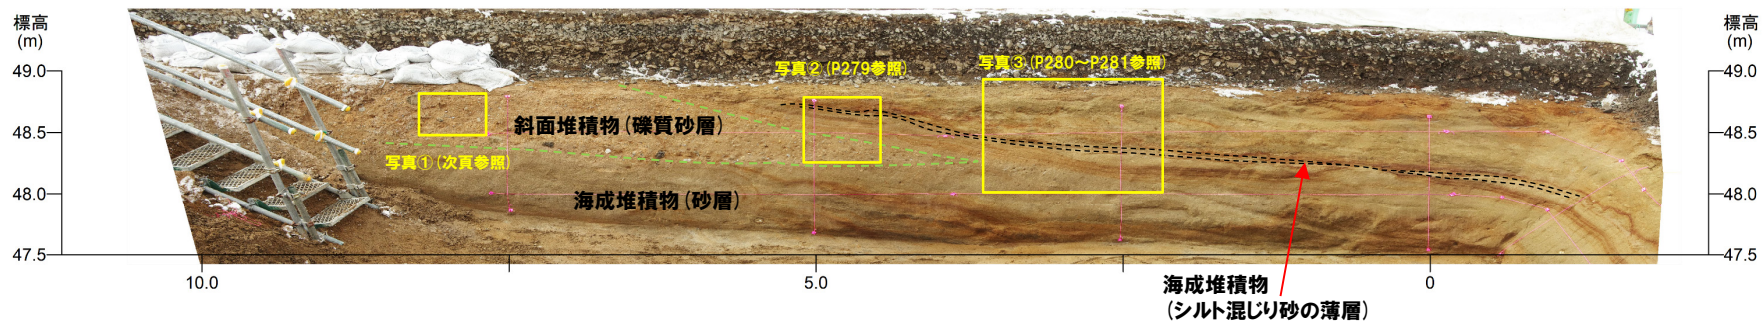 標高
(m)
標高
(m)
49.0
48.5
48.0
47.5
49.0
48.5
48.0
47.5
写真②(P279参照)
写真③(P280～P281参照)
斜面堆積物(礫質砂層)
写真①(次頁参照)
海成堆積物(砂層)
10.0
5.0
0
海成堆積物
(シルト混じり砂の薄層)